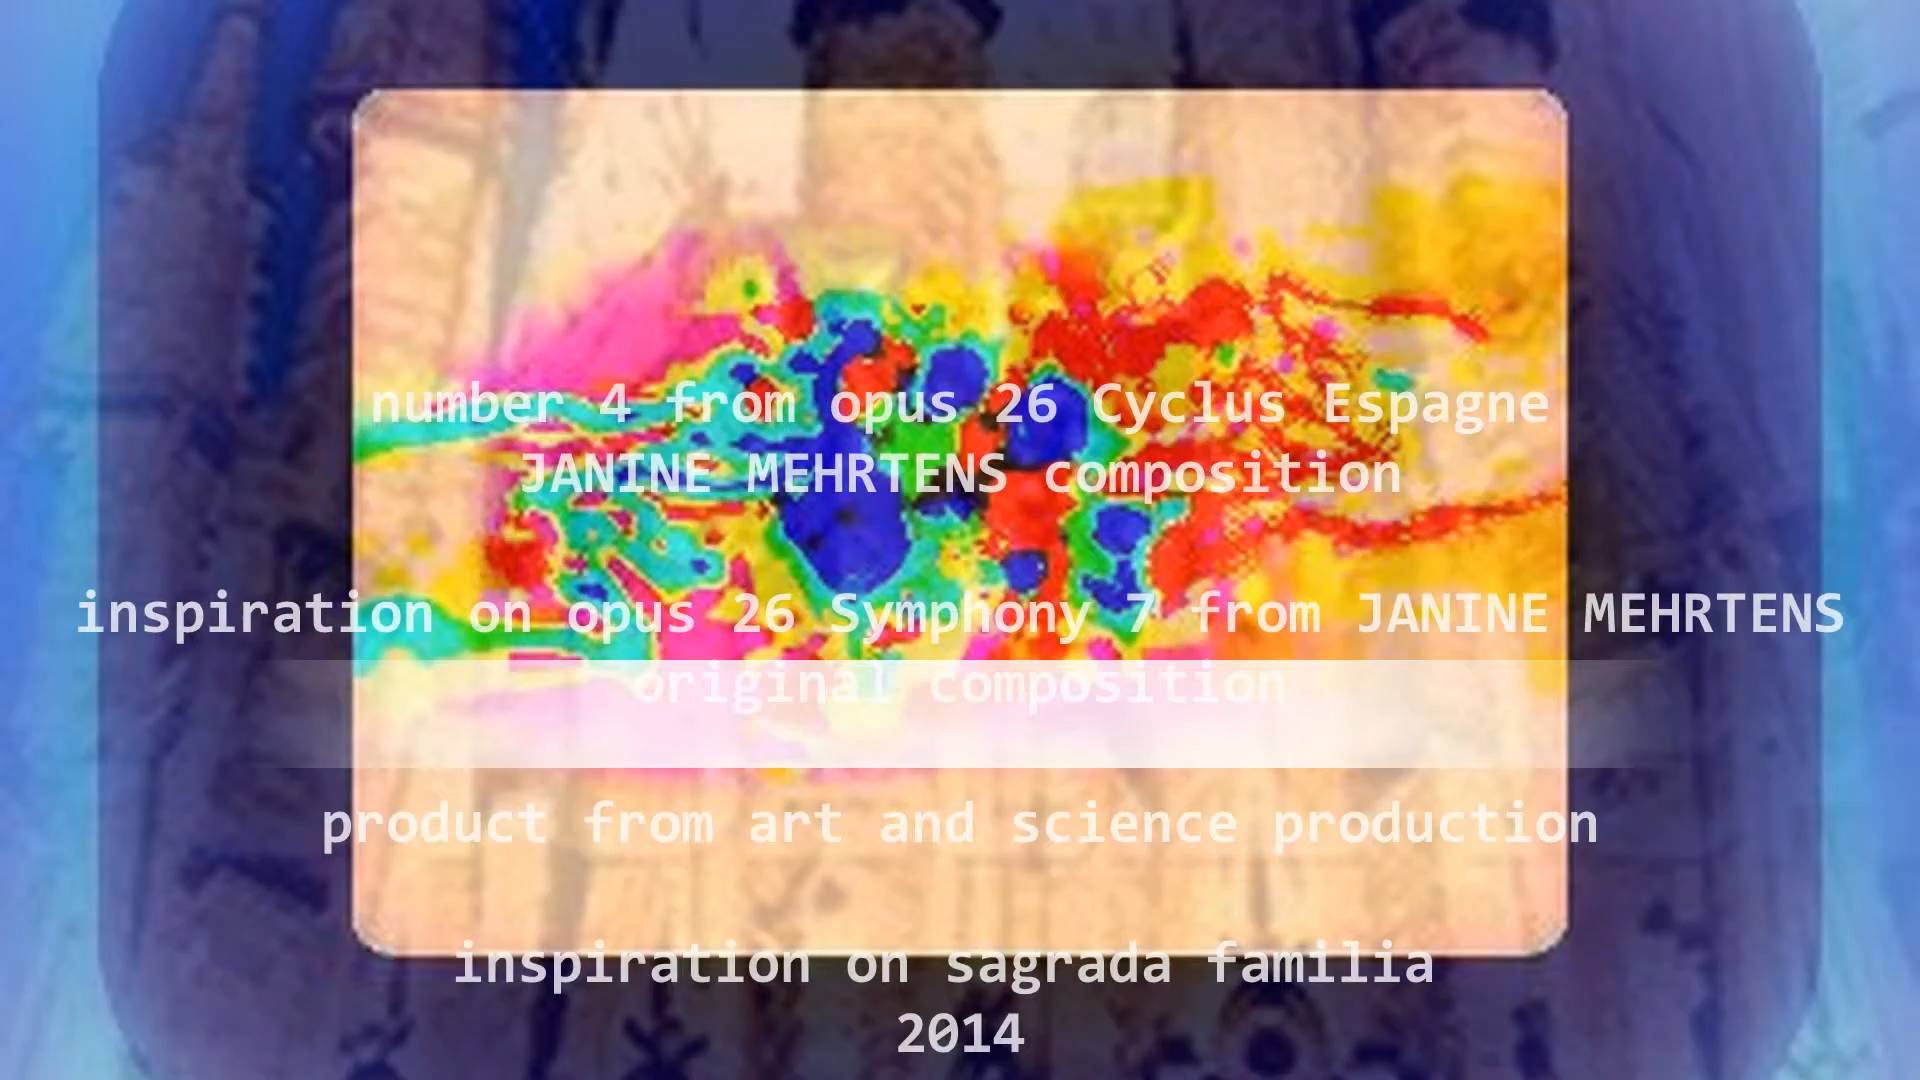 number 4 from opus 26 Cyclus Espagne
JANINE MEHRTENS composition
inspiration on opus 26 Symphony 7 from JANINE MEHRTENS
original composition
product from art and science production
inspiration on sagrada familia
2014